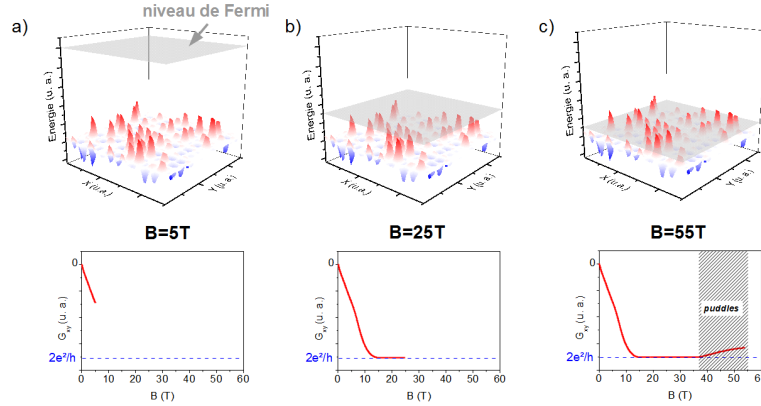 niveau de Fermi
a)
b)
c)
Energie (u. a.)
X (u.a.)
Y (u.a.)
Energie (u. a.)
X (u.a.)
Y (u.a.)
Energie (u. a.)
X (u.a.)
Y (u.a.)
B=5T
B=25T
B=55T
0
2e²/h
Gxy (u. a.)
0 10 20 30 40 50 60
B (T)
0
2e²/h
Gxy (u. a.)
0 10 20 30 40 50 60
B (T)
0
2e²/h
Gxy (u. a.)
puddles
0 10 20 30 40 50 60
B (T)